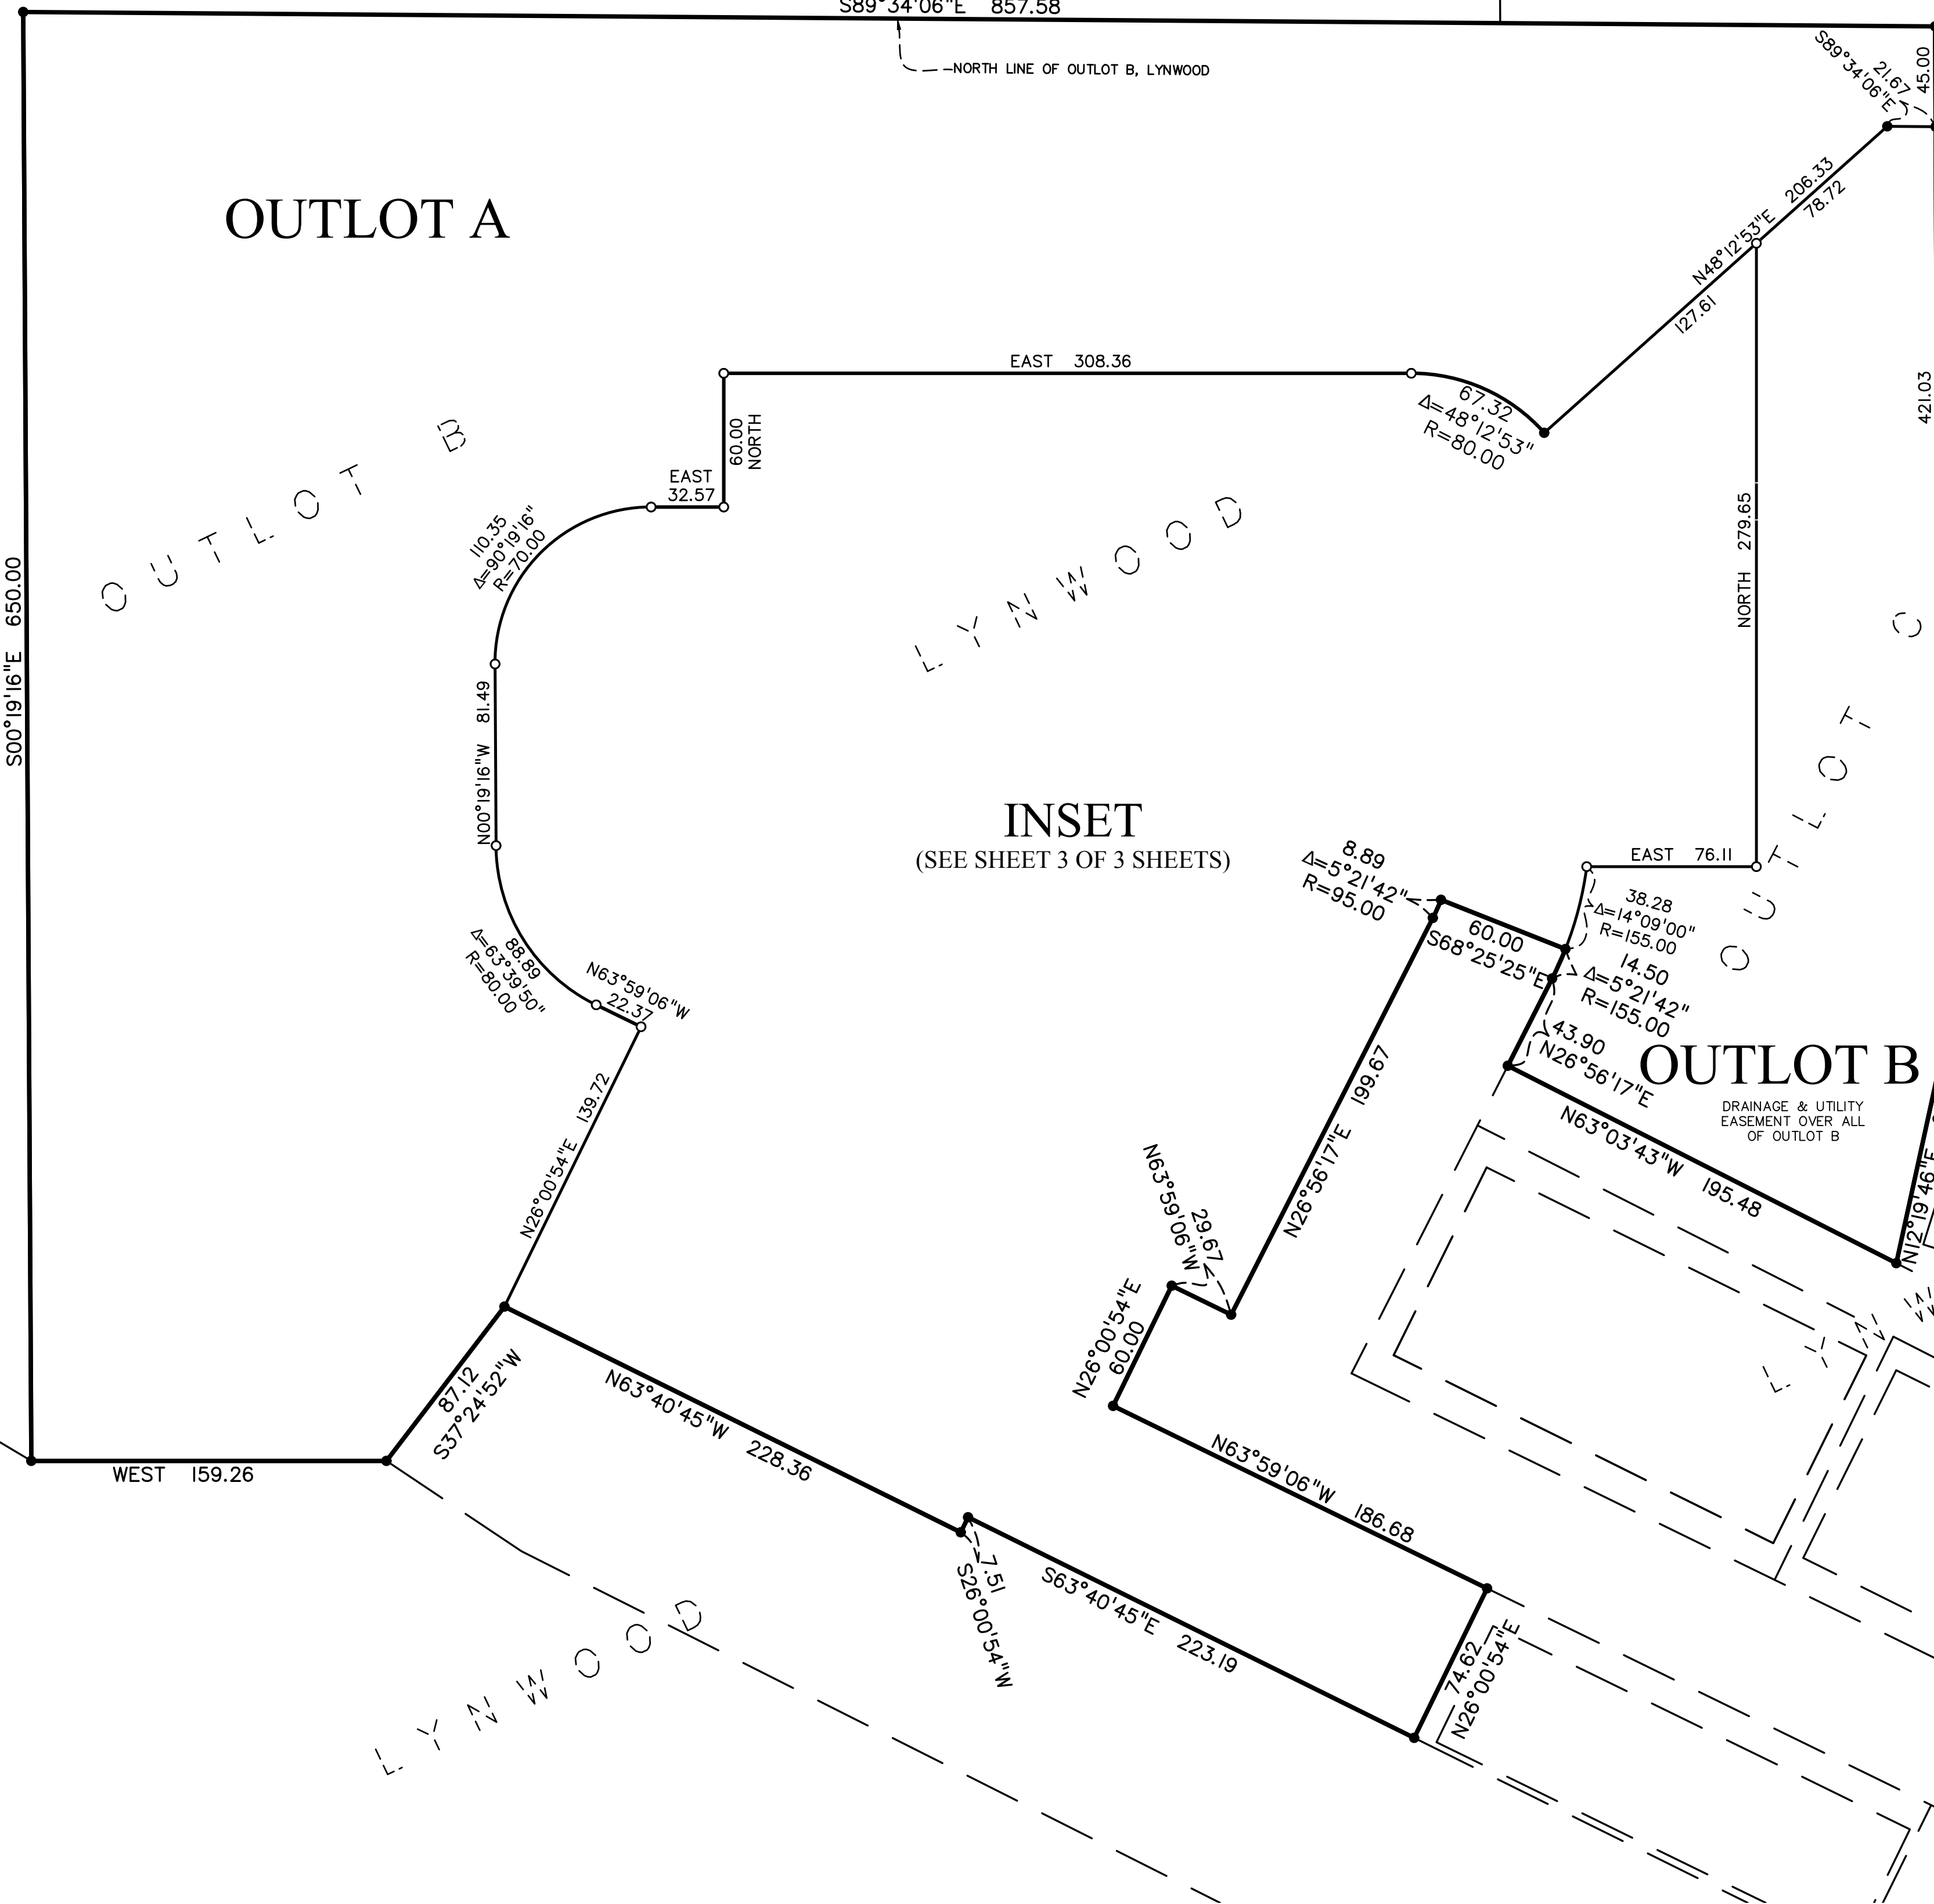 S89°34'06"E 857.58
NORTH LINE OF OUTLOT B, LYNWOOD
S89°34'06"E
21.67
45.00
OUTLOT A
N48°12'53"E 206.33
78.72
127.61
EAST 308.36
67.32
Δ=48°12'53"
R=80.00
421.03
60.00
NORTH
EAST
32.57
OUTLOT B
110.35
Δ=90°19'16"
R=70.00
LYNWOOD
NORTH 279.65
S00°19'16"E 650.00
N00°19'16"W 81.49
OUTLOT C
INSET
(SEE SHEET 3 OF 3 SHEETS)
8.89
Δ=5°21'42"
R=95.00
EAST 76.11
60.00
S68°25'25"E
38.28
Δ=14°09'00"
R=155.00
14.50
Δ=5°21'42"
R=155.00
88.89
Δ=63°39'50"
R=80.00
N63°59'06"W
22.37
43.90
N26°56'17"E
OUTLOT B
DRAINAGE & UTILITY
EASEMENT OVER ALL
OF OUTLOT B
N63°03'43"W 195.48
N12°19'46"E
N26°00'54"E 139.72
N26°56'17"E 199.67
N63°59'06"W
29.67
N26°00'54"E
60.00
87.12
S37°24'52"W
N63°40'45"W 228.36
WEST 159.26
N63°59'06"W 186.68
7.51
S26°00'54"W
S63°40'45"E 223.19
74.62
N26°00'54"E
LYNWOOD
L Y N W